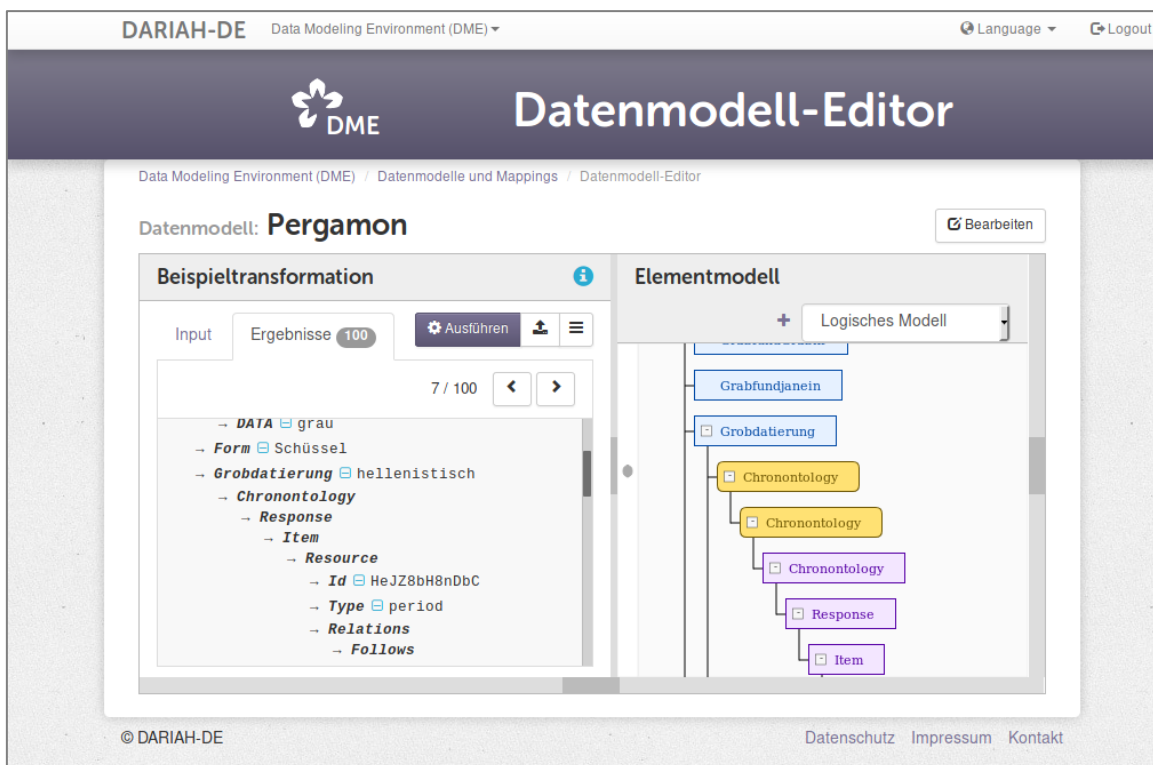 DARIAH-DE Data Modeling Environment (DME) Language Logout
DME Datenmodell-Editor
Data Modeling Environment (DME) / Datenmodelle und Mappings / Datenmodell-Editor
Datenmodell: Pergamon Bearbeiten
Beispieltransformation
Input Ergebnisse 100 Ausführen
7 / 100
→ DATA grau
→ Form Schüssel
→ Grobdatierung hellenistisch
→ Chronontology
→ Response
→ Item
→ Resource
→ Id HeJZ8bH8nDbC
→ Type period
→ Relations
→ Follows
Elementmodell
+ Logisches Modell
Grabfundjanein
Grobdatierung
Chronontology
Chronontology
Chronontology
Response
Item
© DARIAH-DE Datenschutz Impressum Kontakt